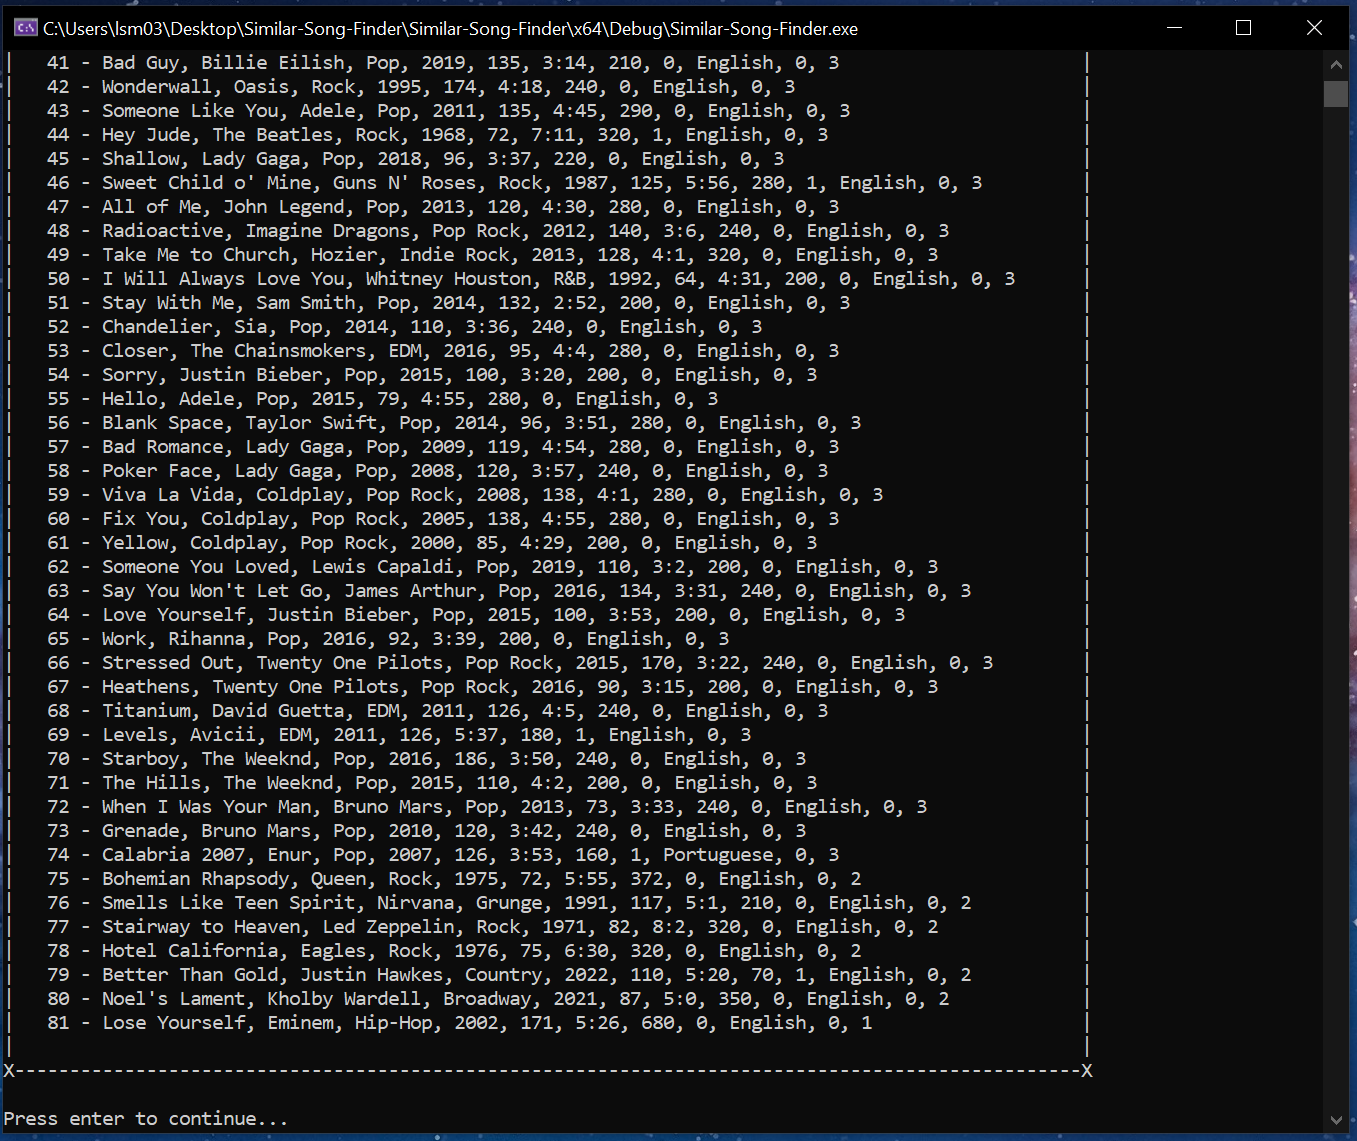 C:\Users\lsm03\Desktop\Similar-Song-Finder\Similar-Song-Finder\x64\Debug\Similar-Song-Finder.exe
|   41 - Bad Guy, Billie Eilish, Pop, 2019, 135, 3:14, 210, 0, English, 0, 3                      |
|   42 - Wonderwall, Oasis, Rock, 1995, 174, 4:18, 240, 0, English, 0, 3                          |
|   43 - Someone Like You, Adele, Pop, 2011, 135, 4:45, 290, 0, English, 0, 3                     |
|   44 - Hey Jude, The Beatles, Rock, 1968, 72, 7:11, 320, 1, English, 0, 3                       |
|   45 - Shallow, Lady Gaga, Pop, 2018, 96, 3:37, 220, 0, English, 0, 3                           |
|   46 - Sweet Child o' Mine, Guns N' Roses, Rock, 1987, 125, 5:56, 280, 1, English, 0, 3         |
|   47 - All of Me, John Legend, Pop, 2013, 120, 4:30, 280, 0, English, 0, 3                      |
|   48 - Radioactive, Imagine Dragons, Pop Rock, 2012, 140, 3:6, 240, 0, English, 0, 3            |
|   49 - Take Me to Church, Hozier, Indie Rock, 2013, 128, 4:1, 320, 0, English, 0, 3             |
|   50 - I Will Always Love You, Whitney Houston, R&B, 1992, 64, 4:31, 200, 0, English, 0, 3      |
|   51 - Stay With Me, Sam Smith, Pop, 2014, 132, 2:52, 200, 0, English, 0, 3                     |
|   52 - Chandelier, Sia, Pop, 2014, 110, 3:36, 240, 0, English, 0, 3                             |
|   53 - Closer, The Chainsmokers, EDM, 2016, 95, 4:4, 280, 0, English, 0, 3                      |
|   54 - Sorry, Justin Bieber, Pop, 2015, 100, 3:20, 200, 0, English, 0, 3                        |
|   55 - Hello, Adele, Pop, 2015, 79, 4:55, 280, 0, English, 0, 3                                 |
|   56 - Blank Space, Taylor Swift, Pop, 2014, 96, 3:51, 280, 0, English, 0, 3                    |
|   57 - Bad Romance, Lady Gaga, Pop, 2009, 119, 4:54, 280, 0, English, 0, 3                      |
|   58 - Poker Face, Lady Gaga, Pop, 2008, 120, 3:57, 240, 0, English, 0, 3                       |
|   59 - Viva La Vida, Coldplay, Pop Rock, 2008, 138, 4:1, 280, 0, English, 0, 3                  |
|   60 - Fix You, Coldplay, Pop Rock, 2005, 138, 4:55, 280, 0, English, 0, 3                      |
|   61 - Yellow, Coldplay, Pop Rock, 2000, 85, 4:29, 200, 0, English, 0, 3                        |
|   62 - Someone You Loved, Lewis Capaldi, Pop, 2019, 110, 3:2, 200, 0, English, 0, 3             |
|   63 - Say You Won't Let Go, James Arthur, Pop, 2016, 134, 3:31, 240, 0, English, 0, 3          |
|   64 - Love Yourself, Justin Bieber, Pop, 2015, 100, 3:53, 200, 0, English, 0, 3                |
|   65 - Work, Rihanna, Pop, 2016, 92, 3:39, 200, 0, English, 0, 3                                |
|   66 - Stressed Out, Twenty One Pilots, Pop Rock, 2015, 170, 3:22, 240, 0, English, 0, 3        |
|   67 - Heathens, Twenty One Pilots, Pop Rock, 2016, 90, 3:15, 200, 0, English, 0, 3             |
|   68 - Titanium, David Guetta, EDM, 2011, 126, 4:5, 240, 0, English, 0, 3                       |
|   69 - Levels, Avicii, EDM, 2011, 126, 5:37, 180, 1, English, 0, 3                              |
|   70 - Starboy, The Weeknd, Pop, 2016, 186, 3:50, 240, 0, English, 0, 3                         |
|   71 - The Hills, The Weeknd, Pop, 2015, 110, 4:2, 200, 0, English, 0, 3                        |
|   72 - When I Was Your Man, Bruno Mars, Pop, 2013, 73, 3:33, 240, 0, English, 0, 3              |
|   73 - Grenade, Bruno Mars, Pop, 2010, 120, 3:42, 240, 0, English, 0, 3                         |
|   74 - Calabria 2007, Enur, Pop, 2007, 126, 3:53, 160, 1, Portuguese, 0, 3                      |
|   75 - Bohemian Rhapsody, Queen, Rock, 1975, 72, 5:55, 372, 0, English, 0, 2                    |
|   76 - Smells Like Teen Spirit, Nirvana, Grunge, 1991, 117, 5:1, 210, 0, English, 0, 2          |
|   77 - Stairway to Heaven, Led Zeppelin, Rock, 1971, 82, 8:2, 320, 0, English, 0, 2             |
|   78 - Hotel California, Eagles, Rock, 1976, 75, 6:30, 320, 0, English, 0, 2                    |
|   79 - Better Than Gold, Justin Hawkes, Country, 2022, 110, 5:20, 70, 1, English, 0, 2          |
|   80 - Noel's Lament, Kholby Wardell, Broadway, 2021, 87, 5:0, 350, 0, English, 0, 2            |
|   81 - Lose Yourself, Eminem, Hip-Hop, 2002, 171, 5:26, 680, 0, English, 0, 1                   |
|                                                                                                 |
X-------------------------------------------------------------------------------------------------X
Press enter to continue...